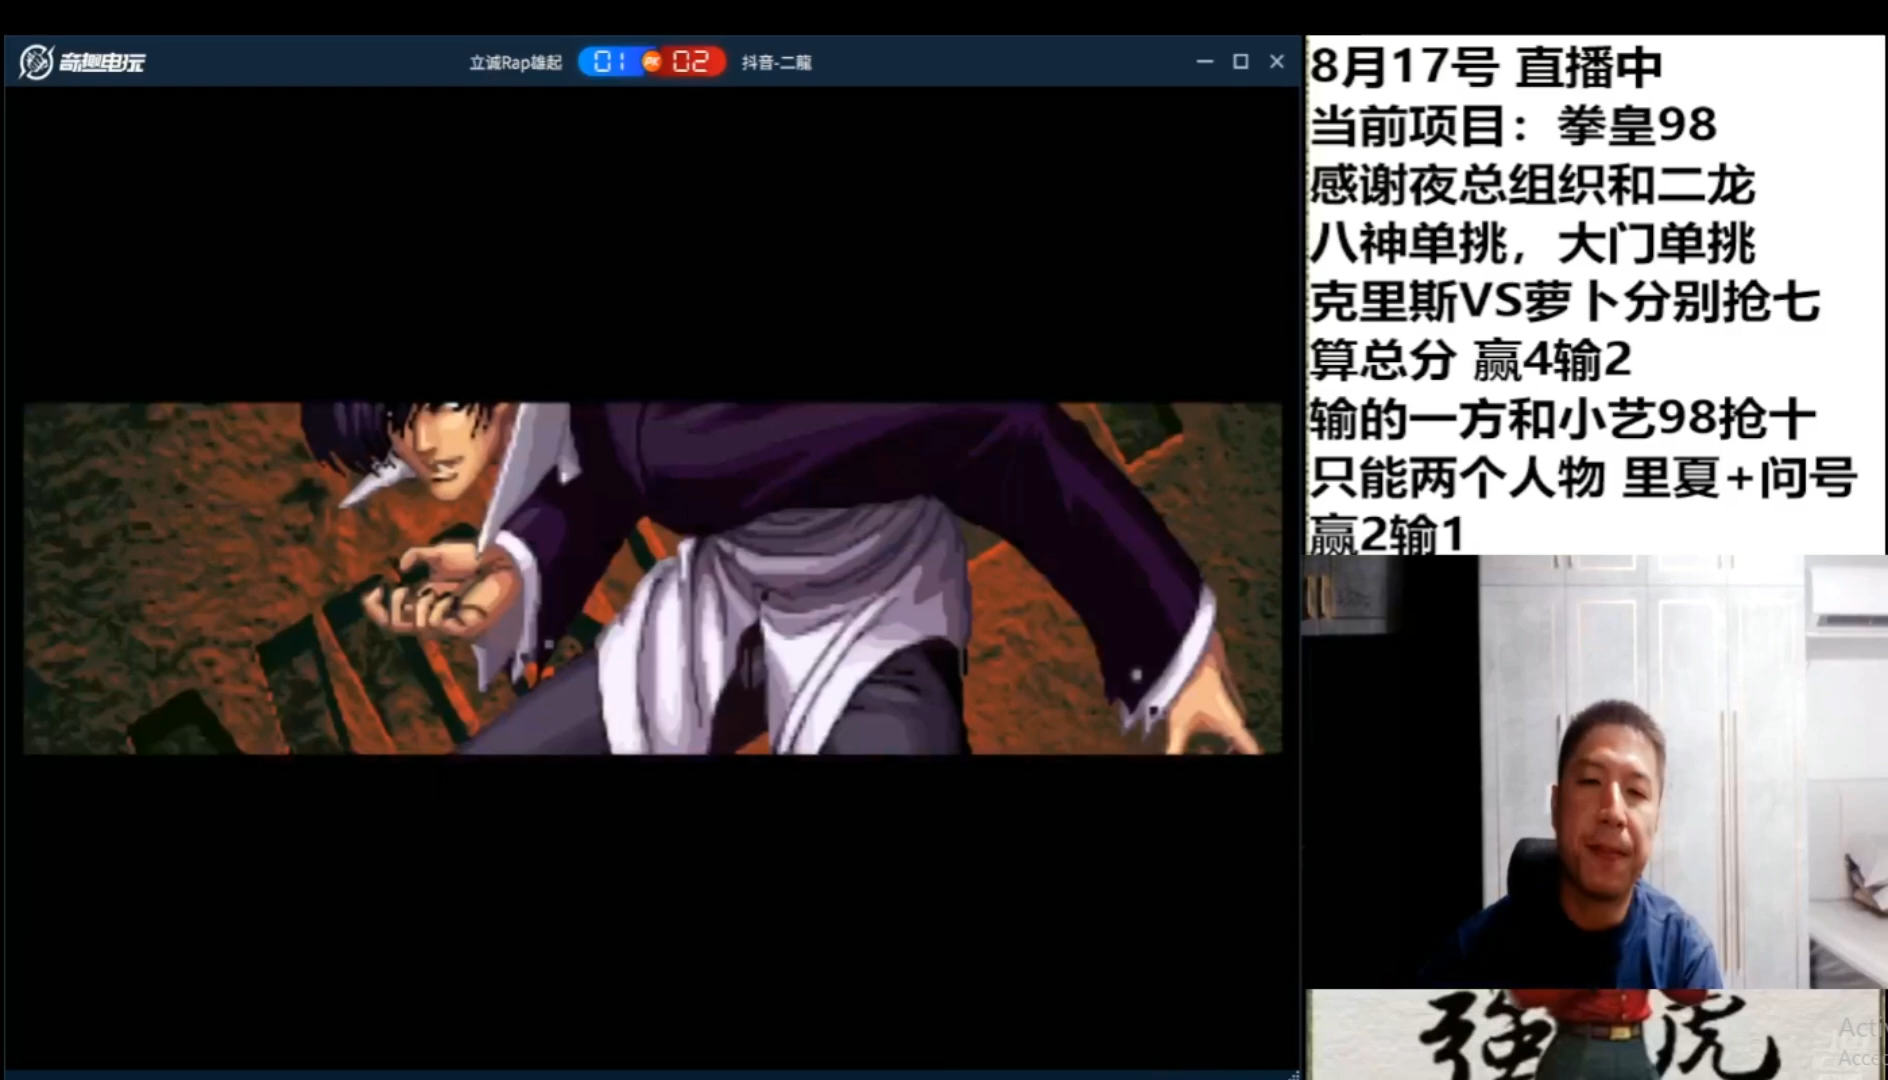 奇趣电玩
立诚Rap雄起 01 PK 02 抖音-二龍
8月17号 直播中
当前项目：拳皇98
感谢夜总组织和二龙
八神单挑，大门单挑
克里斯VS萝卜分别抢七
算总分 赢4输2
输的一方和小艺98抢十
只能两个人物 里夏+问号
赢2输1
强 虎